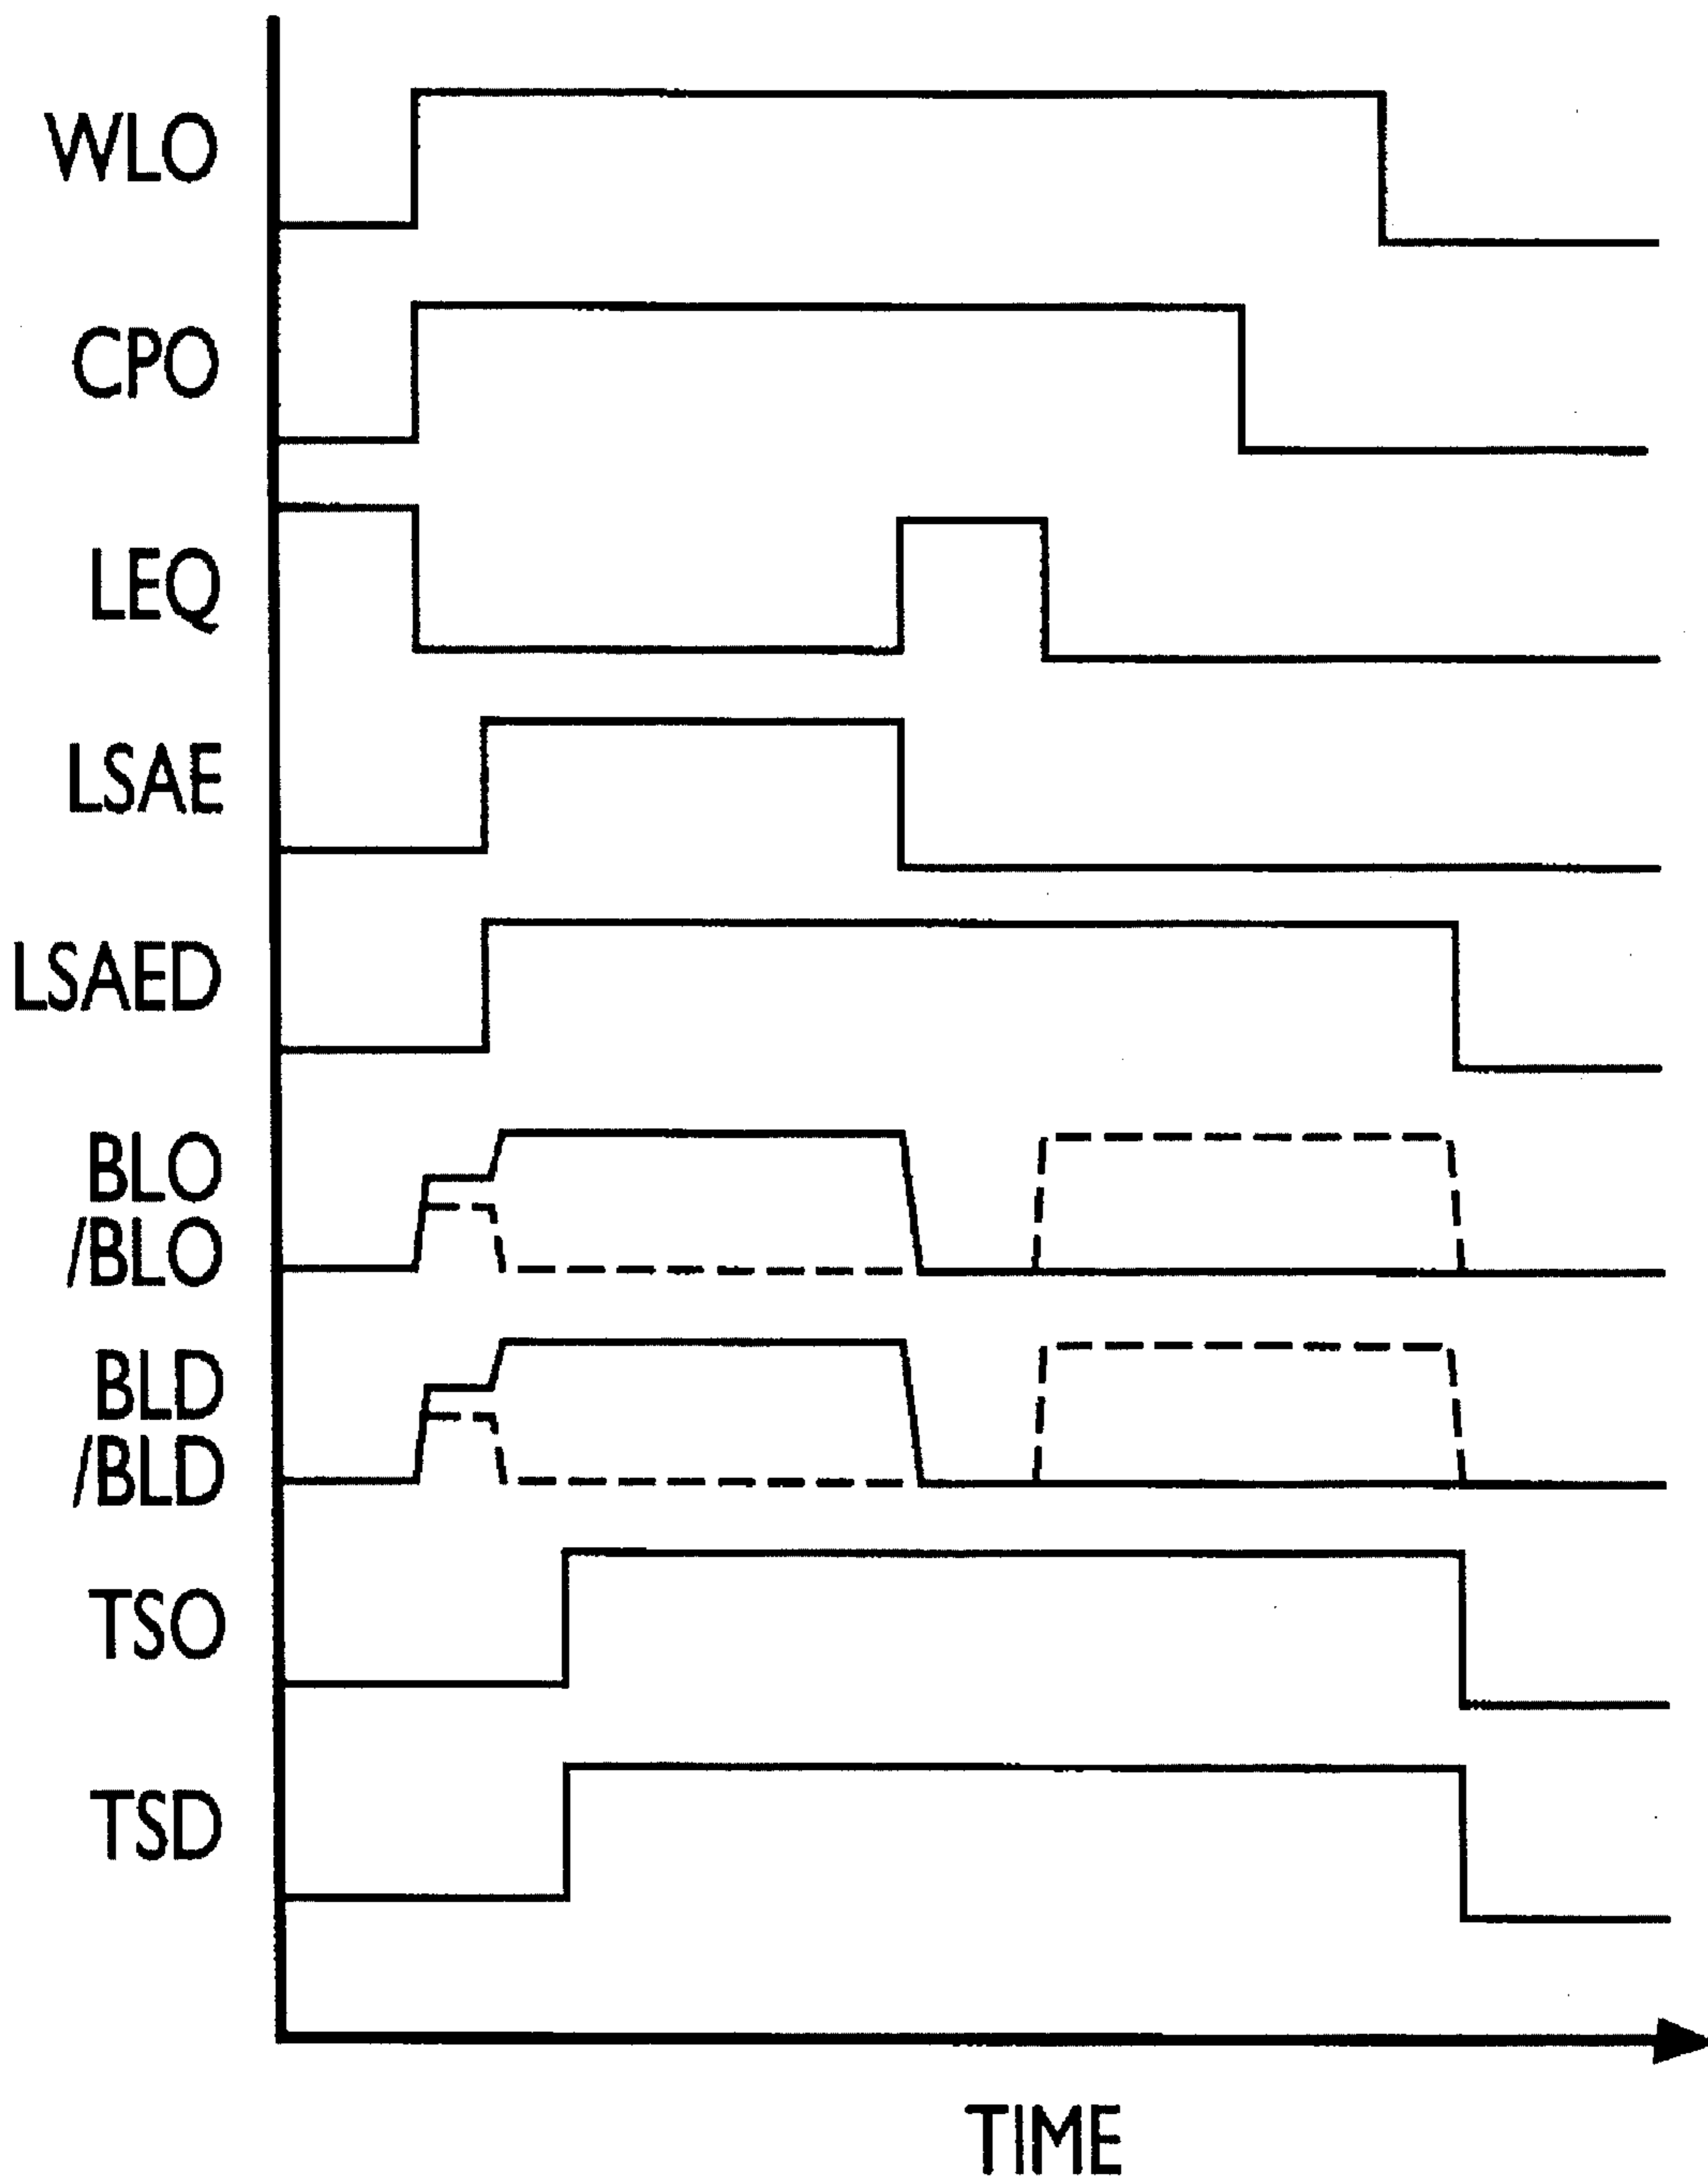 WLO
CPO
LEQ
LSAE
LSAED
BLO
/BLO
BLD
/BLD
TSO
TSD
TIME